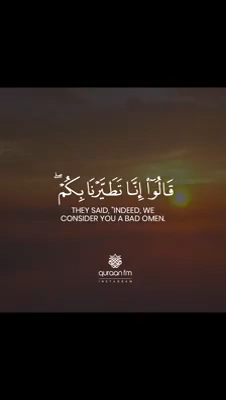 قَالُوٓا۟ إِنَّا تَطَيَّرْنَا بِكُمْ ۖ
THEY SAID, "INDEED, WE
CONSIDER YOU A BAD OMEN.
quraan fm
INSTAGRAM